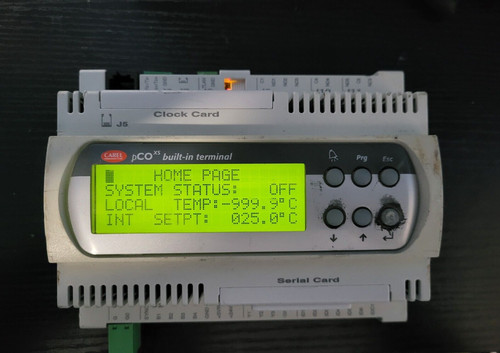 Clock Card
J5
CAREL pCOxs built-in terminal
Prg
Esc
HOME PAGE
SYSTEM STATUS: OFF
LOCAL TEMP:-999.9°C
INT SETPT: 025.0°C
Serial Card